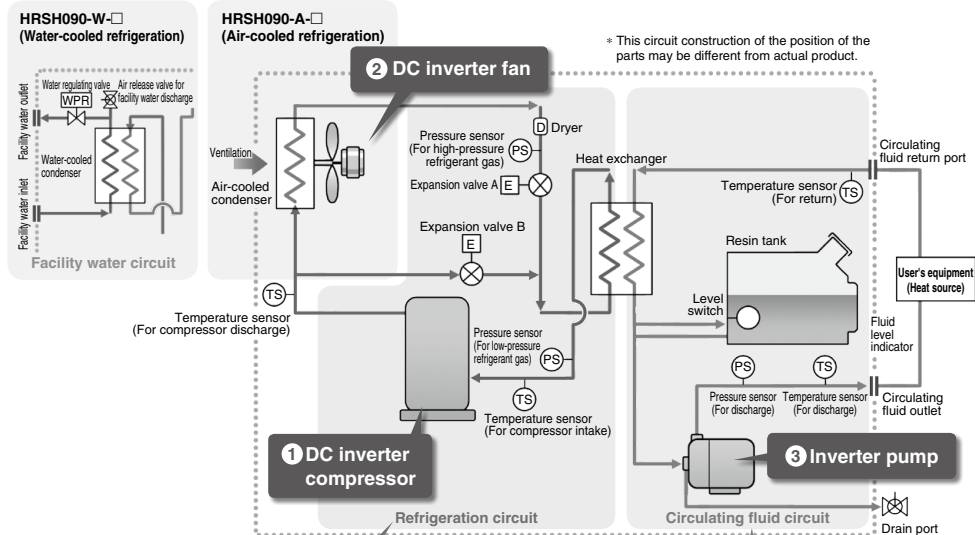 HRSH090-W-□
(Water-cooled refrigeration)
HRSH090-A-□
(Air-cooled refrigeration)
* This circuit construction of the position of the
parts may be different from actual product.
2 DC inverter fan
Water regulating valve
Air release valve for
facility water discharge
WPR
Facility water outlet
Water-cooled
condenser
Facility water inlet
Facility water circuit
Ventilation
Air-cooled
condenser
D Dryer
Pressure sensor
(For high-pressure
refrigerant gas)
PS
Expansion valve A
E
Expansion valve B
E
Heat exchanger
Circulating
fluid return port
Temperature sensor
(For return)
TS
Resin tank
Level
switch
User's equipment
(Heat source)
Fluid
level
indicator
TS
Temperature sensor
(For compressor discharge)
Pressure sensor
(For low-pressure
refrigerant gas)
PS
TS
Temperature sensor
(For compressor intake)
PS
Pressure sensor
(For discharge)
TS
Temperature sensor
(For discharge)
Circulating
fluid outlet
1 DC inverter
compressor
3 Inverter pump
Refrigeration circuit
Circulating fluid circuit
Drain port